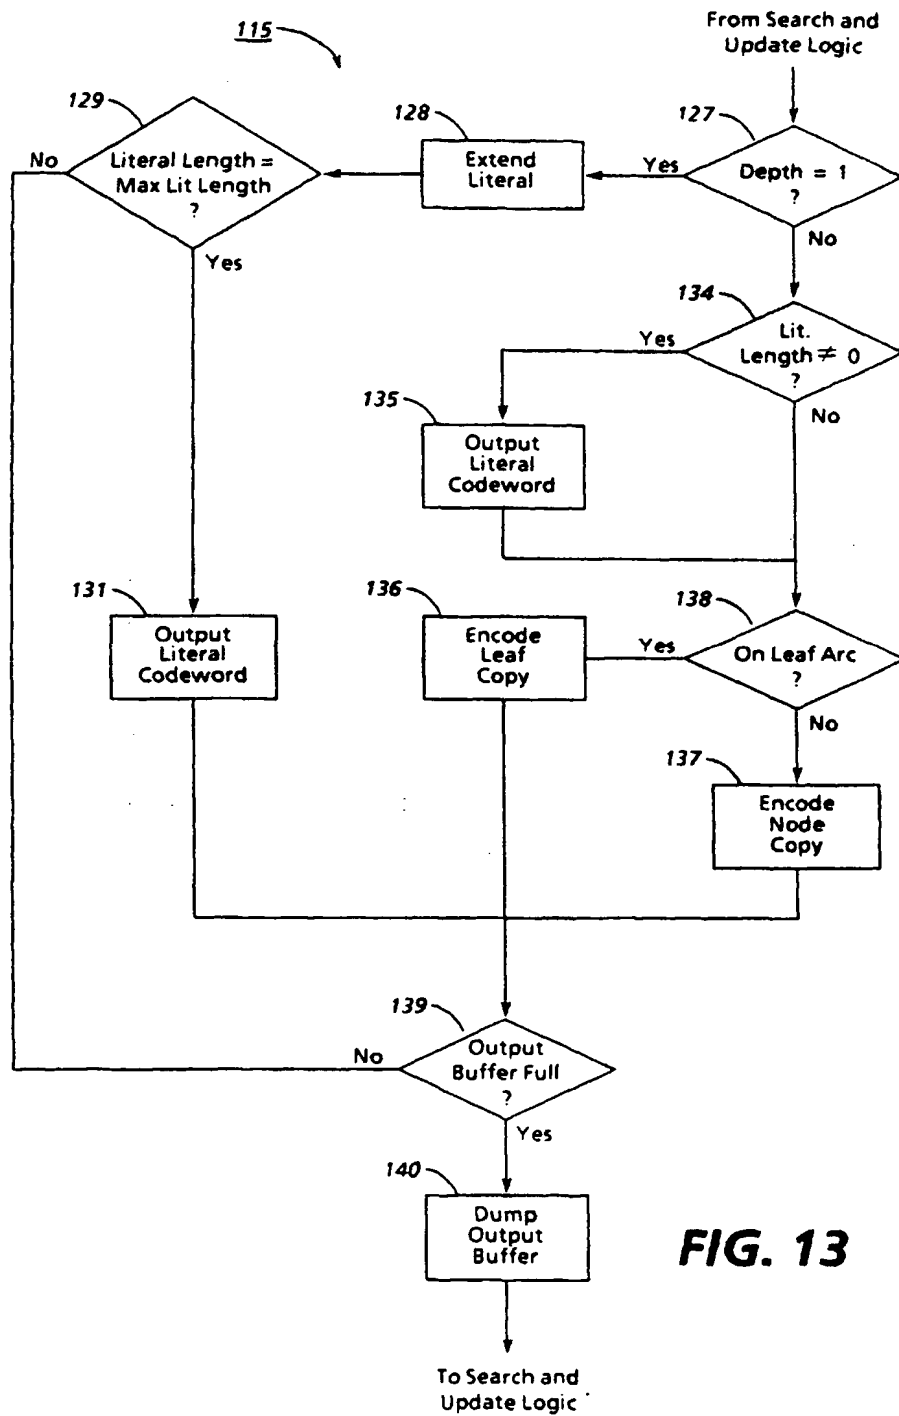 115
From Search and
Update Logic
129
No
Literal Length =
Max Lit Length
?
Yes
128
Extend
Literal
Yes
127
Depth = 1
?
No
134
Yes
Lit.
Length ≠ 0
?
No
135
Output
Literal
Codeword
131
Output
Literal
Codeword
136
Encode
Leaf
Copy
Yes
138
On Leaf Arc
?
No
137
Encode
Node
Copy
139
No
Output
Buffer Full
?
Yes
140
Dump
Output
Buffer
FIG. 13
To Search and
Update Logic